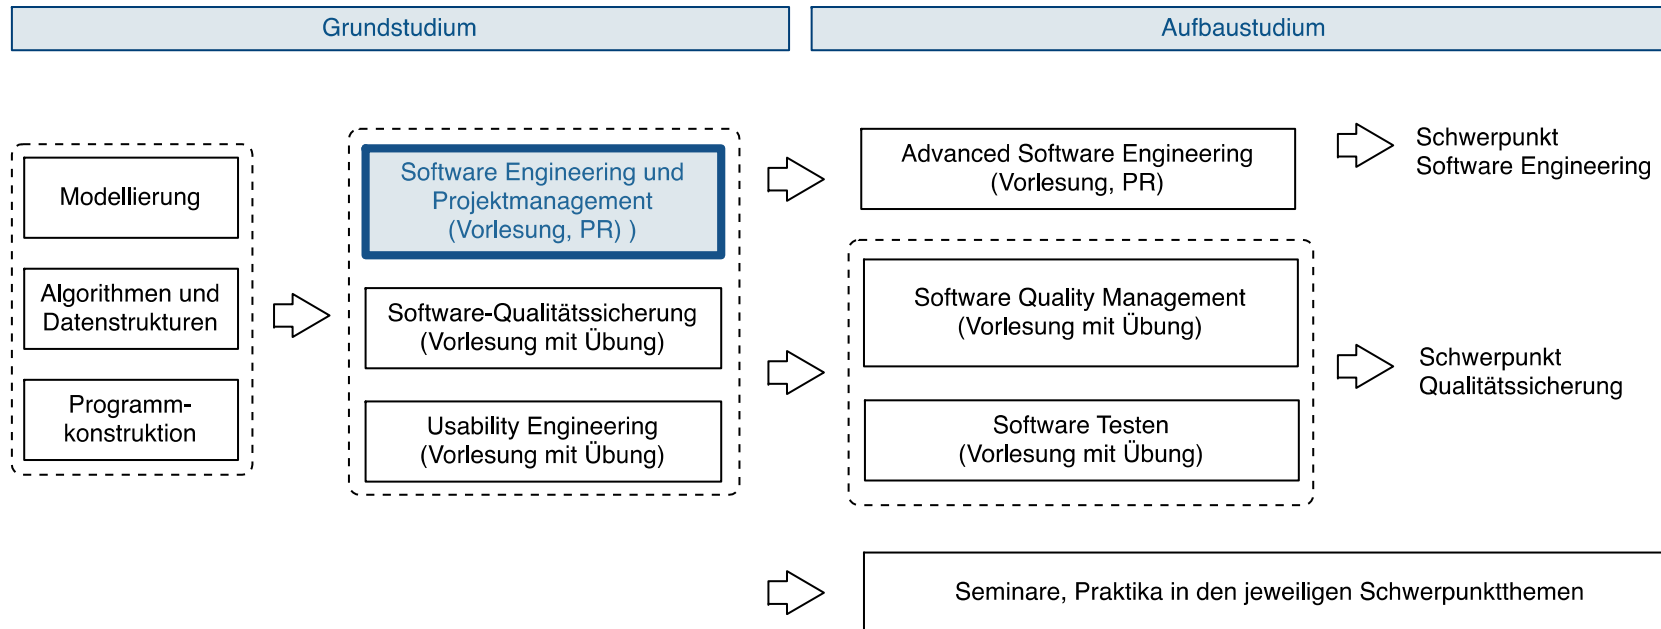 Grundstudium
Aufbaustudium
Modellierung
Algorithmen und
Datenstrukturen
Programm-
konstruktion
Software Engineering und
Projektmanagement
(Vorlesung, PR) )
Software-Qualitätssicherung
(Vorlesung mit Übung)
Usability Engineering
(Vorlesung mit Übung)
Advanced Software Engineering
(Vorlesung, PR)
Schwerpunkt
Software Engineering
Software Quality Management
(Vorlesung mit Übung)
Software Testen
(Vorlesung mit Übung)
Schwerpunkt
Qualitätssicherung
Seminare, Praktika in den jeweiligen Schwerpunktthemen